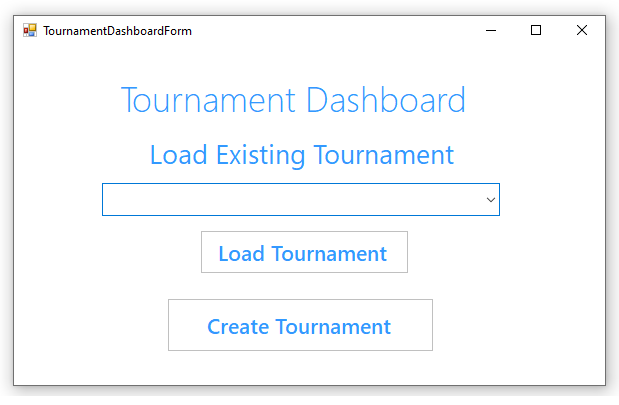 TournamentDashboardForm
Tournament Dashboard
Load Existing Tournament
Load Tournament
Create Tournament